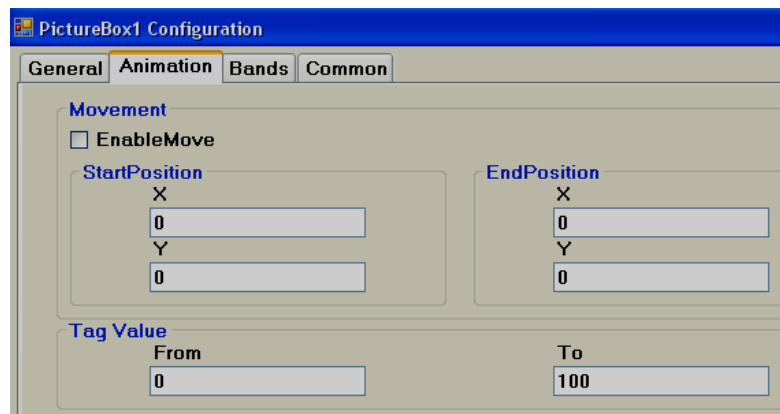 PictureBox1 Configuration
General Animation Bands Common
Movement
EnableMove
StartPosition EndPosition
X X
0 0
Y Y
0 0
Tag Value
From To
0 100